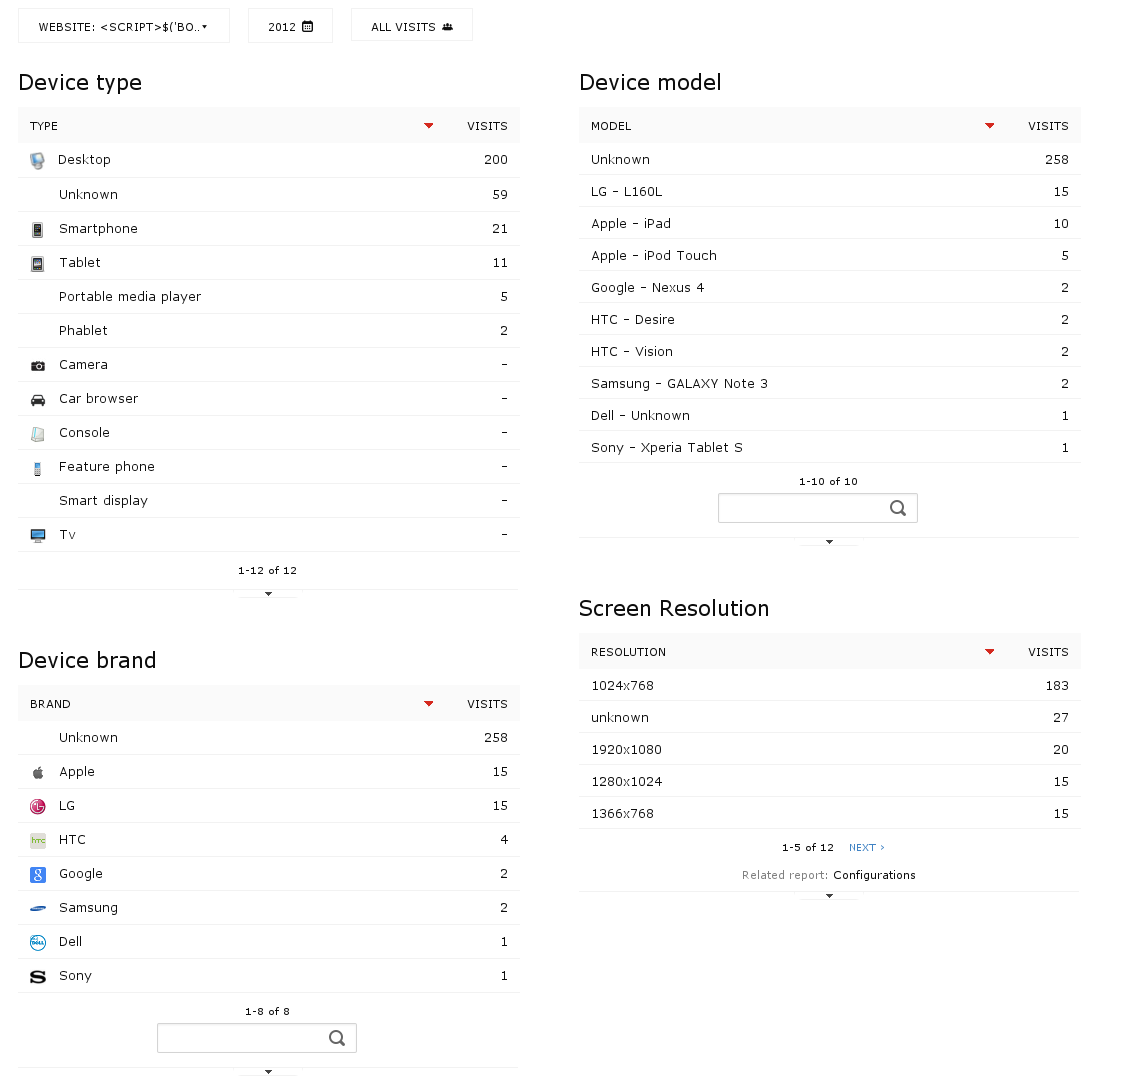 WEBSITE: <SCRIPT>$('BO..
2012
ALL VISITS
Device type
TYPE VISITS
Desktop 200
Unknown 59
Smartphone 21
Tablet 11
Portable media player 5
Phablet 2
Camera -
Car browser -
Console -
Feature phone -
Smart display -
Tv -
1-12 of 12
Device brand
BRAND VISITS
Unknown 258
Apple 15
LG 15
hTC HTC 4
g Google 2
Samsung 2
DELL Dell 1
S Sony 1
1-8 of 8
Device model
MODEL VISITS
Unknown 258
LG - L160L 15
Apple - iPad 10
Apple - iPod Touch 5
Google - Nexus 4 2
HTC - Desire 2
HTC - Vision 2
Samsung - GALAXY Note 3 2
Dell - Unknown 1
Sony - Xperia Tablet S 1
1-10 of 10
Screen Resolution
RESOLUTION VISITS
1024x768 183
unknown 27
1920x1080 20
1280x1024 15
1366x768 15
1-5 of 12 NEXT ›
Related report: Configurations